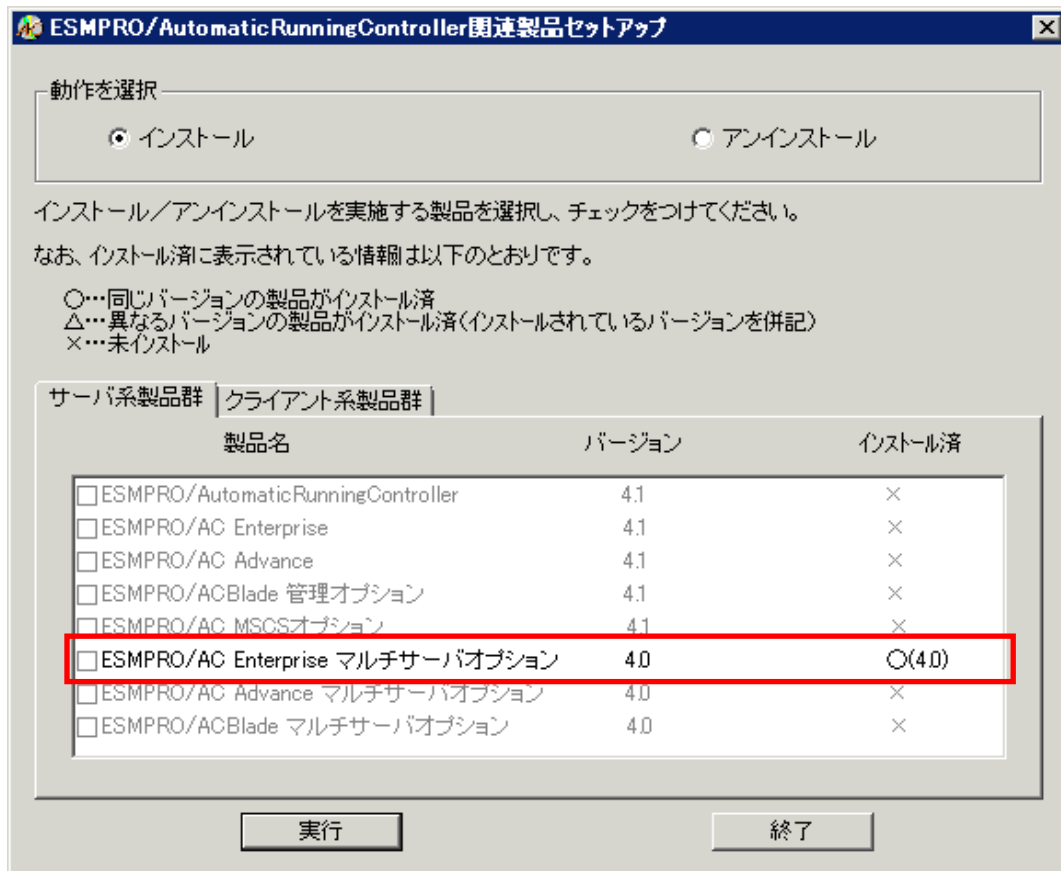 ESMPRO/AutomaticRunningController関連製品セットアップ
動作を選択
インストール
アンインストール
インストール／アンインストールを実施する製品を選択し、チェックをつけてください。
なお、インストール済に表示されている情報は以下のとおりです。
○…同じバージョンの製品がインストール済
△…異なるバージョンの製品がインストール済(インストールされているバージョンを併記)
×…未インストール
サーバ系製品群 クライアント系製品群
製品名 バージョン インストール済
ESMPRO/AutomaticRunningController 4.1 ×
ESMPRO/AC Enterprise 4.1 ×
ESMPRO/AC Advance 4.1 ×
ESMPRO/ACBlade 管理オプション 4.1 ×
ESMPRO/AC MSCSオプション 4.1 ×
ESMPRO/AC Enterprise マルチサーバオプション 4.0 ○(4.0)
ESMPRO/AC Advance マルチサーバオプション 4.0 ×
ESMPRO/ACBlade マルチサーバオプション 4.0 ×
実行 終了